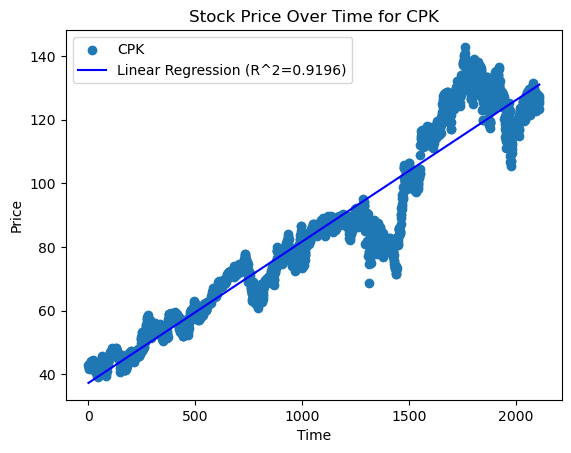 Stock Price Over Time for CPK
CPK
Linear Regression (R^2=0.9196)
140
120
100
80
60
40
Price
0 500 1000 1500 2000
Time